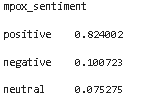 mpox_sentiment
positive    0.824002
negative    0.100723
neutral     0.075275